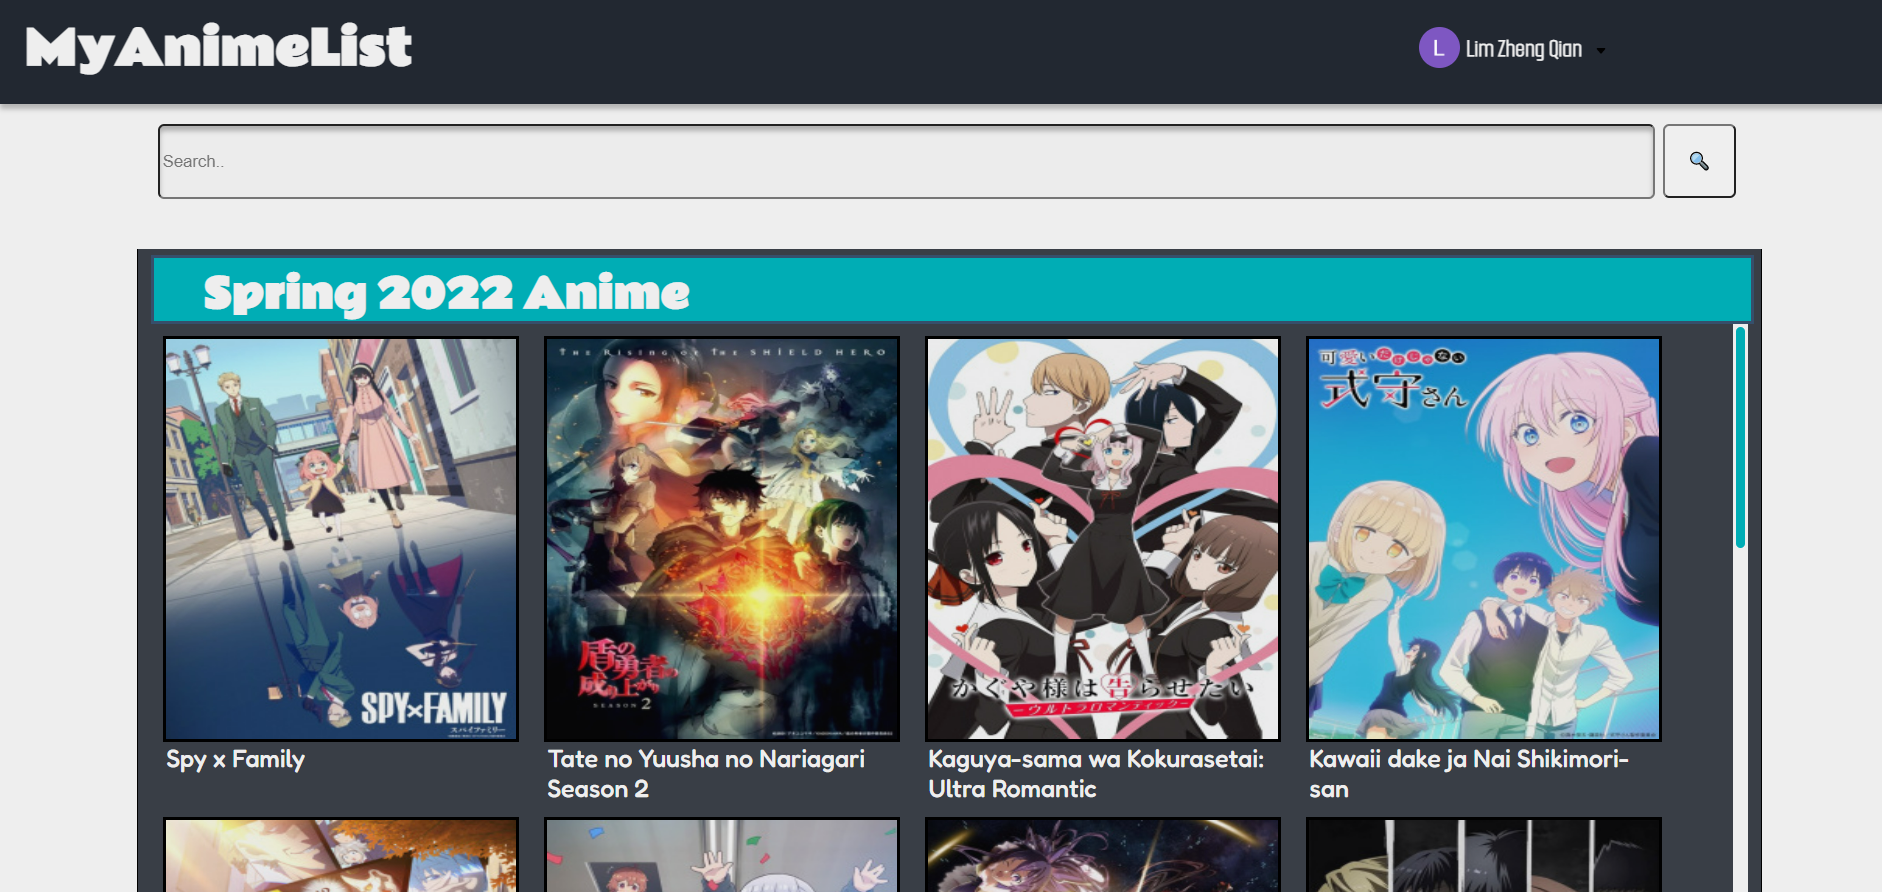 MyAnimeList
L Lim Zheng Qian
Search..
Spring 2022 Anime
SPY×FAMILY
スパイファミリー
THE RISING OF THE SHIELD HERO
盾の勇者の
成り上がり
SEASON 2
かぐや様は告らせたい
ーウルトラロマンティックー
可愛いだけじゃない
式守さん
Spy x Family
Tate no Yuusha no Nariagari
Season 2
Kaguya-sama wa Kokurasetai:
Ultra Romantic
Kawaii dake ja Nai Shikimori-
san